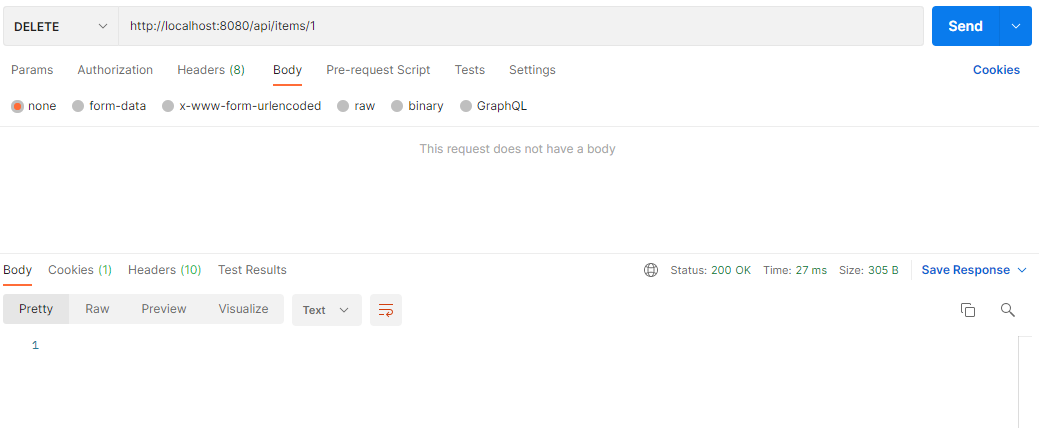 DELETE http://localhost:8080/api/items/1 Send
Params Authorization Headers (8) Body Pre-request Script Tests Settings Cookies
none form-data x-www-form-urlencoded raw binary GraphQL
This request does not have a body
Body Cookies (1) Headers (10) Test Results Status: 200 OK Time: 27 ms Size: 305 B Save Response
Pretty Raw Preview Visualize Text
1